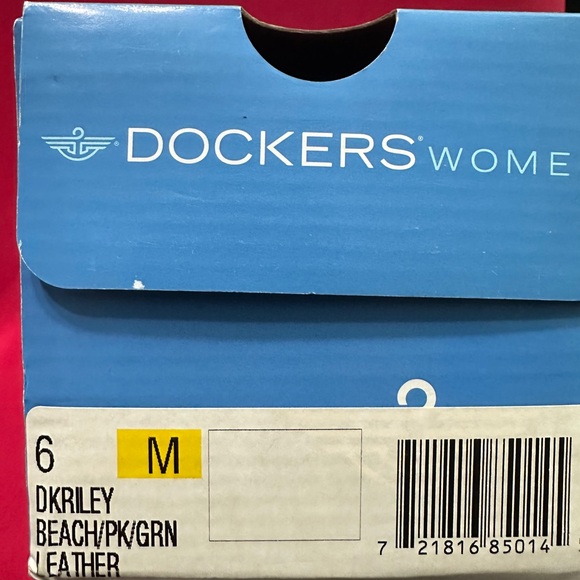 DOCKERS® WOME
6 M
DKRILEY
BEACH/PK/GRN
LEATHER
7 21816 85014